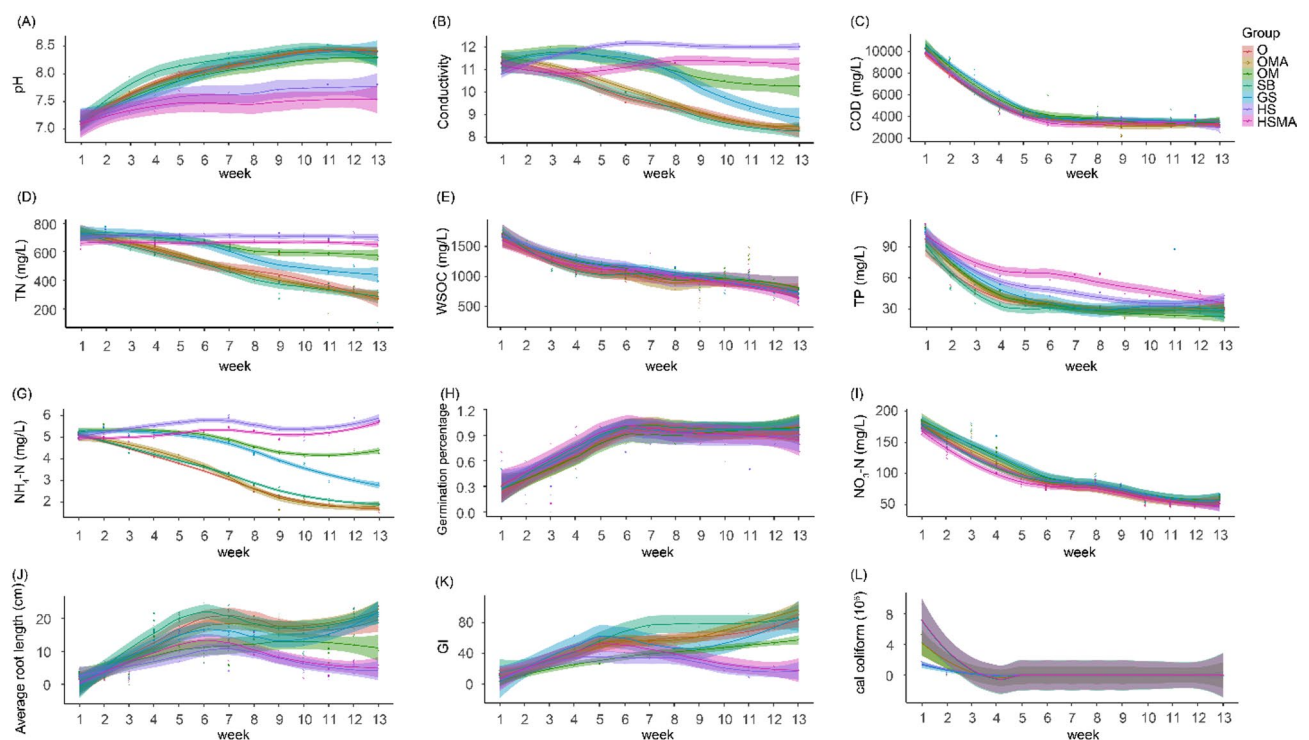 (A)
8.5
8.0
7.5
7.0
pH
1 2 3 4 5 6 7 8 9 10 11 12 13
week
(B)
12
11
10
9
8
Conductivity
1 2 3 4 5 6 7 8 9 10 11 12 13
week
(C)
10000
8000
6000
4000
2000
COD (mg/L)
1 2 3 4 5 6 7 8 9 10 11 12 13
week
Group
O
OMA
OM
SB
GS
HS
HSMA
(D)
800
600
400
200
TN (mg/L)
1 2 3 4 5 6 7 8 9 10 11 12 13
week
(E)
1500
1000
500
WSOC (mg/L)
1 2 3 4 5 6 7 8 9 10 11 12 13
week
(F)
90
60
30
TP (mg/L)
1 2 3 4 5 6 7 8 9 10 11 12 13
week
(G)
6
5
4
3
2
NH4-N (mg/L)
1 2 3 4 5 6 7 8 9 10 11 12 13
week
(H)
1.2
0.9
0.6
0.3
0.0
Germination percentage
1 2 3 4 5 6 7 8 9 10 11 12 13
week
(I)
200
150
100
50
NO3-N (mg/L)
1 2 3 4 5 6 7 8 9 10 11 12 13
week
(J)
20
10
0
Average root length (cm)
1 2 3 4 5 6 7 8 9 10 11 12 13
week
(K)
80
40
0
GI
1 2 3 4 5 6 7 8 9 10 11 12 13
week
(L)
8
4
0
cal coliform (10⁶)
1 2 3 4 5 6 7 8 9 10 11 12 13
week